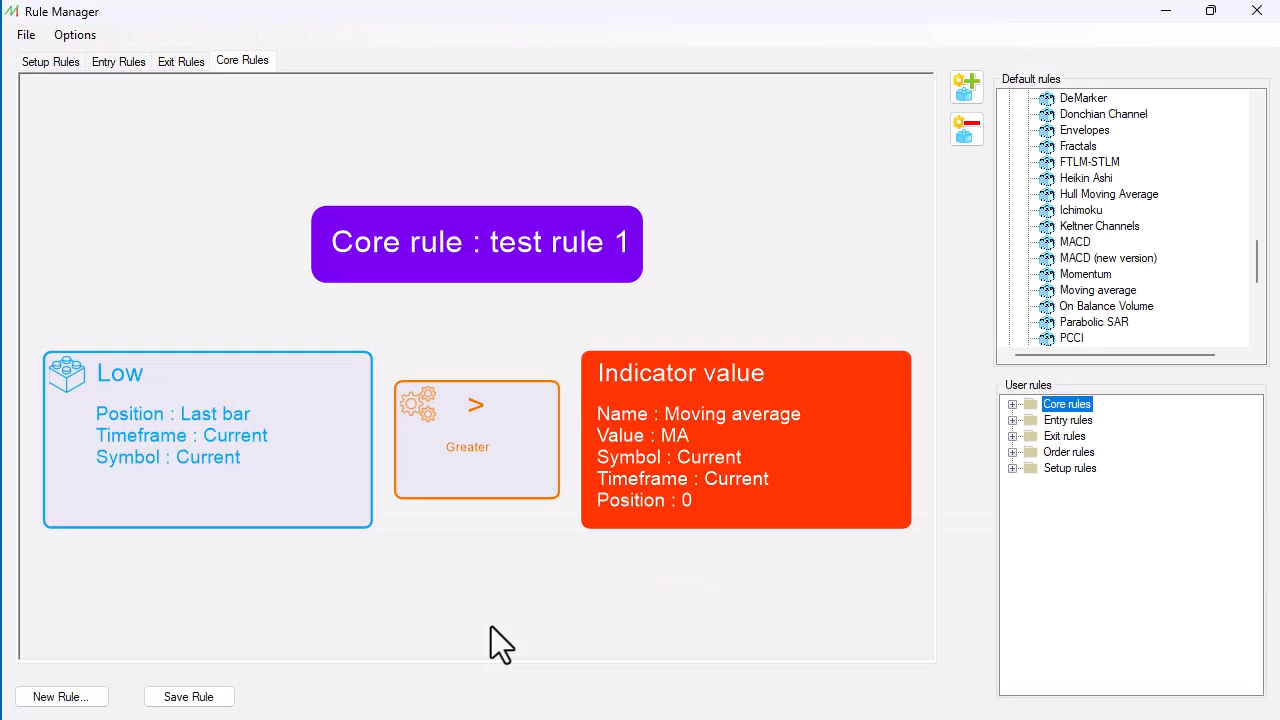 Rule Manager
File Options
Setup Rules Entry Rules Exit Rules Core Rules
Core rule : test rule 1
Low
Position : Last bar
Timeframe : Current
Symbol : Current
>
Greater
Indicator value
Name : Moving average
Value : MA
Symbol : Current
Timeframe : Current
Position : 0
Default rules
DeMarker
Donchian Channel
Envelopes
Fractals
FTLM-STLM
Heikin Ashi
Hull Moving Average
Ichimoku
Keltner Channels
MACD
MACD (new version)
Momentum
Moving average
On Balance Volume
Parabolic SAR
PCCI
User rules
Core rules
Entry rules
Exit rules
Order rules
Setup rules
New Rule... Save Rule